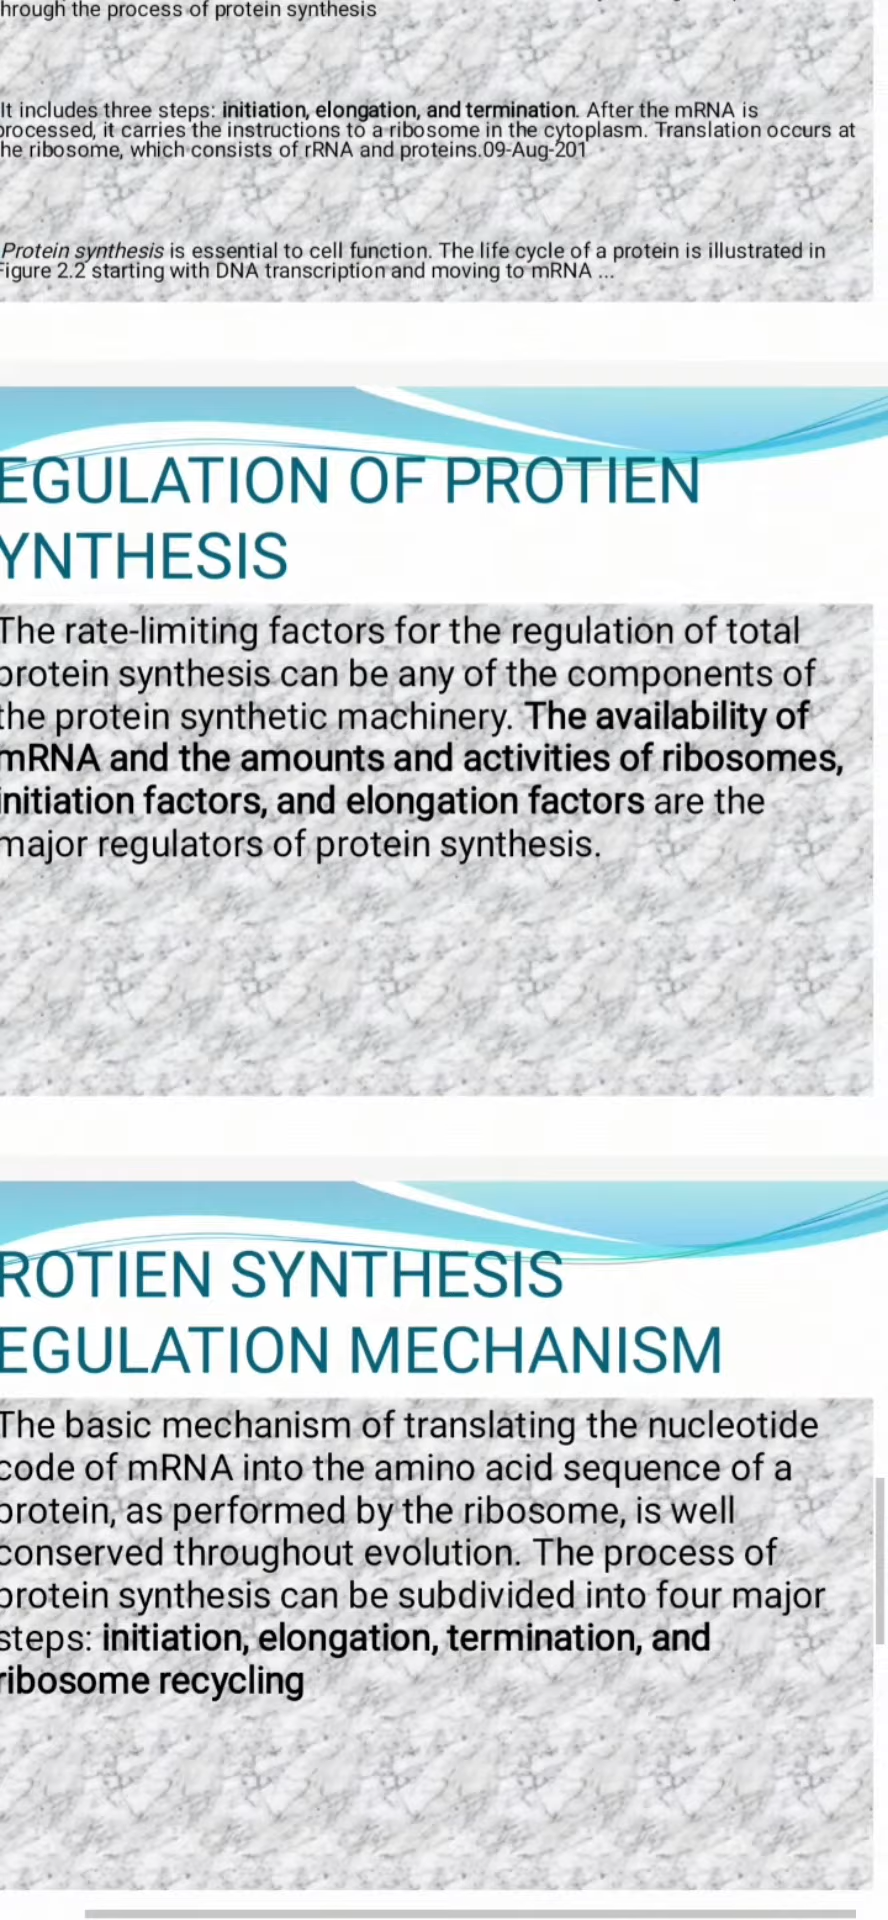 hrough the process of protein synthesis
It includes three steps: initiation, elongation, and termination. After the mRNA is
processed, it carries the instructions to a ribosome in the cytoplasm. Translation occurs at
he ribosome, which consists of rRNA and proteins.09-Aug-201
Protein synthesis is essential to cell function. The life cycle of a protein is illustrated in
Figure 2.2 starting with DNA transcription and moving to mRNA ...
EGULATION OF PROTIEN
YNTHESIS
The rate-limiting factors for the regulation of total
protein synthesis can be any of the components of
the protein synthetic machinery. The availability of
mRNA and the amounts and activities of ribosomes,
initiation factors, and elongation factors are the
major regulators of protein synthesis.
ROTIEN SYNTHESIS
EGULATION MECHANISM
The basic mechanism of translating the nucleotide
code of mRNA into the amino acid sequence of a
protein, as performed by the ribosome, is well
conserved throughout evolution. The process of
protein synthesis can be subdivided into four major
steps: initiation, elongation, termination, and
ribosome recycling